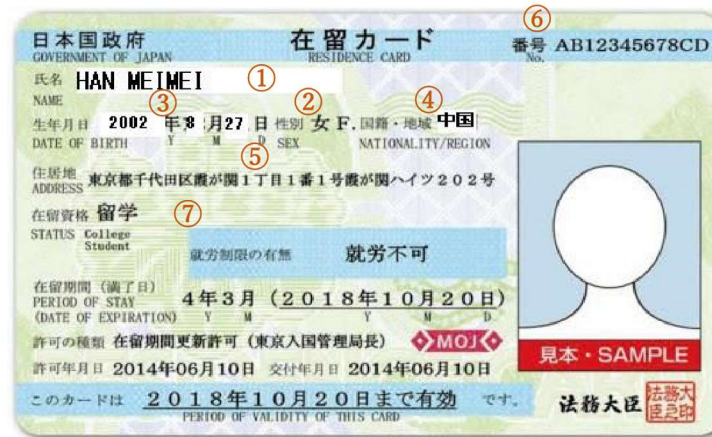 ⑥
日本国政府 在留カード 番号 AB12345678CD
GOVERNMENT OF JAPAN RESIDENCE CARD No.
氏名 HAN MEIMEI ①
NAME
③ ② ④
生年月日 2002 年 8 月 27 日 性別 女 F. 国籍・地域 中国
DATE OF BIRTH Y M D SEX NATIONALITY/REGION
⑤
住居地 東京都千代田区霞が関1丁目1番1号霞が関ハイツ202号
ADDRESS
在留資格 留学 ⑦
STATUS College
Student
就労制限の有無 就労不可
在留期間(満了日)
PERIOD OF STAY 4年3月(2018年10月20日)
(DATE OF EXPIRATION) Y M Y M D
許可の種類 在留期間更新許可(東京入国管理局長) MOJ
見本・SAMPLE
許可年月日 2014年06月10日 交付年月日 2014年06月10日
このカードは 2018年10月20日まで有効 です。
PERIOD OF VALIDITY OF THIS CARD
法務大臣